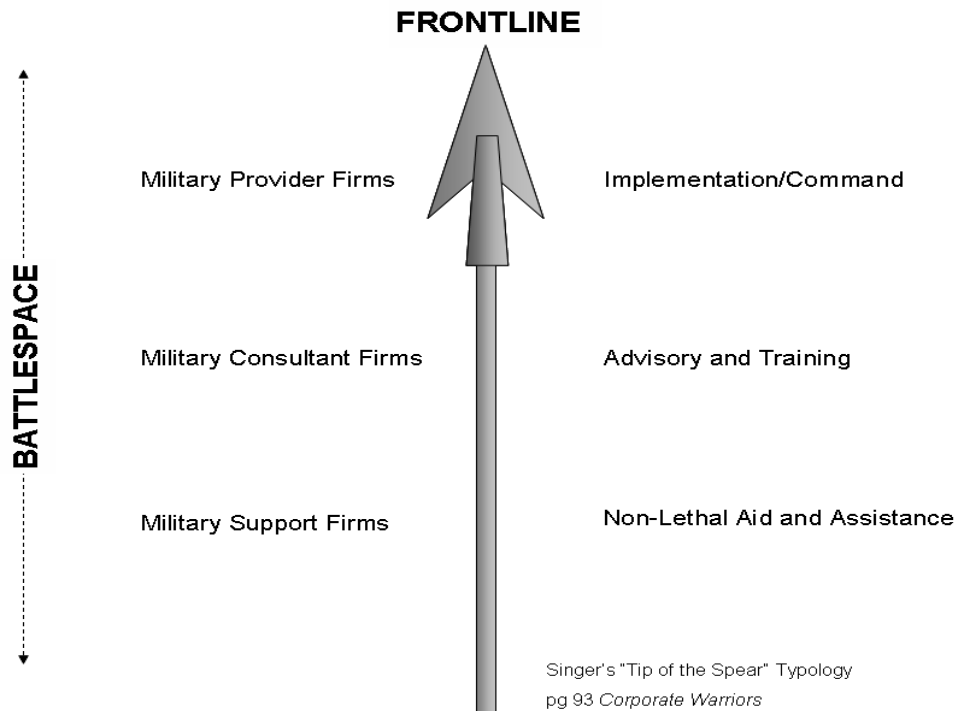 FRONTLINE
BATTLESPACE
Military Provider Firms
Implementation/Command
Military Consultant Firms
Advisory and Training
Military Support Firms
Non-Lethal Aid and Assistance
Singer's "Tip of the Spear" Typology
pg 93 Corporate Warriors